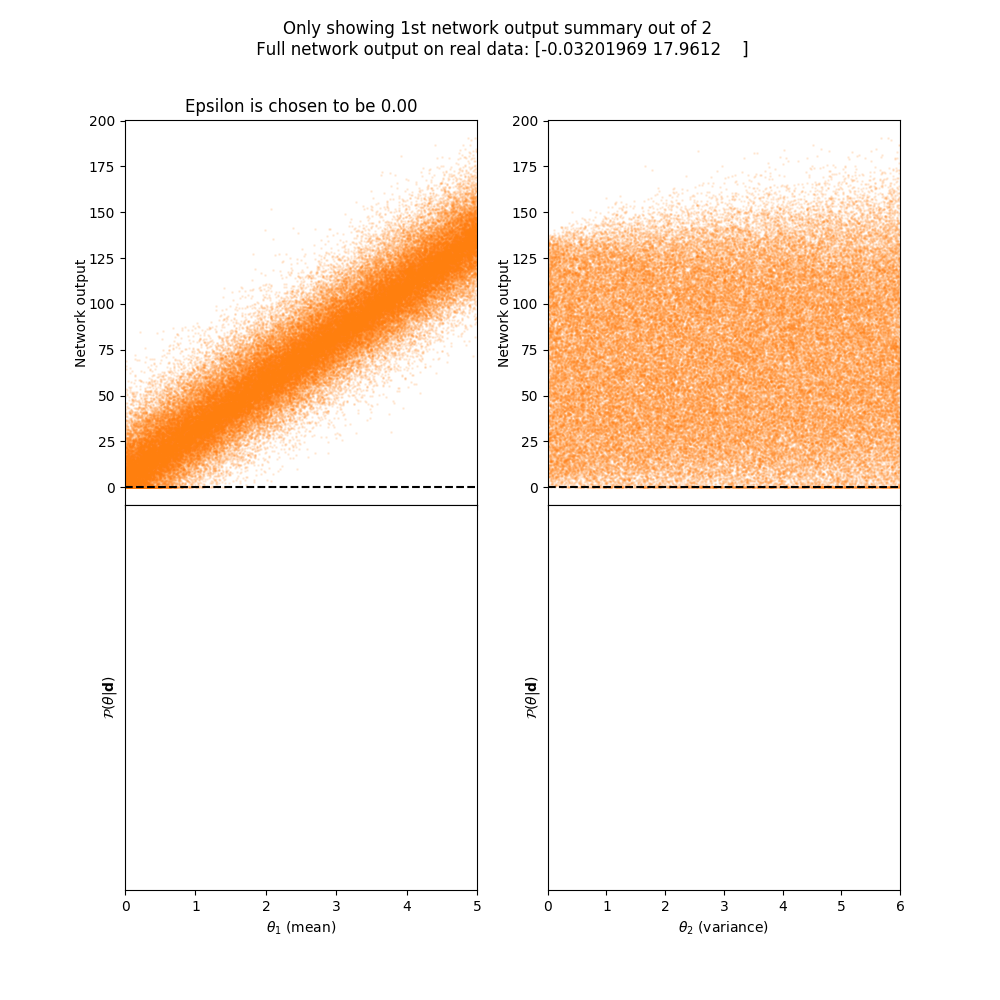 Only showing 1st network output summary out of 2
Full network output on real data: [-0.03201969 17.9612    ]
Epsilon is chosen to be 0.00
200
175
150
125
100
75
50
25
0
Network output
200
175
150
125
100
75
50
25
0
Network output
𝒫(θ|𝐝)
0 1 2 3 4 5
θ₁ (mean)
𝒫(θ|𝐝)
0 1 2 3 4 5 6
θ₂ (variance)